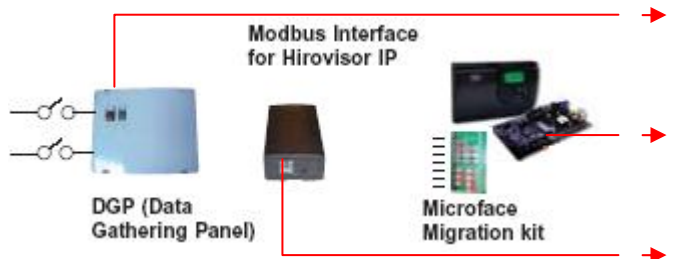 Modbus Interface
for Hirovisor IP
DGP (Data
Gathering Panel)
Microface
Migration kit